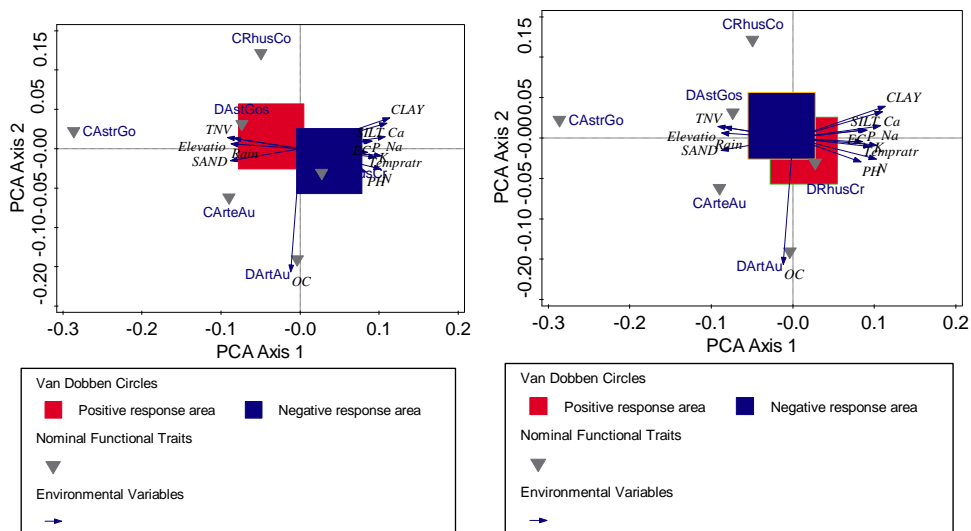 CRhusCo
DAstGos
CAstrGo
CLAY
TNV
SILT Ca
Elevatio
Rain
SAND
ECP Na
K
Tempratr
PH
N
CArteAu
DArtAu
OC
PCA Axis 2
0.15
0.05
-0.00
-0.05
-0.10
-0.20
-0.3
-0.2
-0.1
-0.0
0.1
0.2
PCA Axis 1
Van Dobben Circles
Positive response area
Negative response area
Nominal Functional Traits
Environmental Variables
CRhusCo
DAstGos
CAstrGo
CLAY
TNV
SILT Ca
Elevatio
Rain
SAND
ECP Na
K
Tempratr
PH
N
DRhusCr
CArteAu
DArtAu
OC
PCA Axis 2
0.15
0.05
-0.00
-0.05
-0.10
-0.20
-0.3
-0.2
-0.1
-0.0
0.1
0.2
PCA Axis 1
Van Dobben Circles
Positive response area
Negative response area
Nominal Functional Traits
Environmental Variables